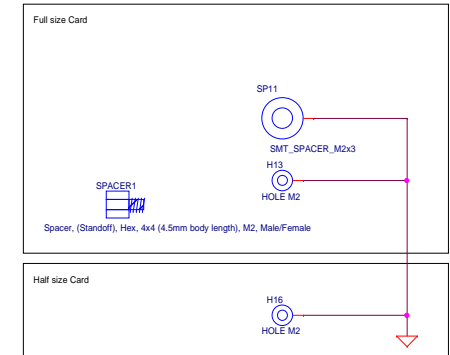 Full size Card
SP11
SMT_SPACER_M2x3
H13
HOLE M2
SPACER1
Spacer, (Standoff), Hex, 4x4 (4.5mm body length), M2, Male/Female
Half size Card
H16
HOLE M2